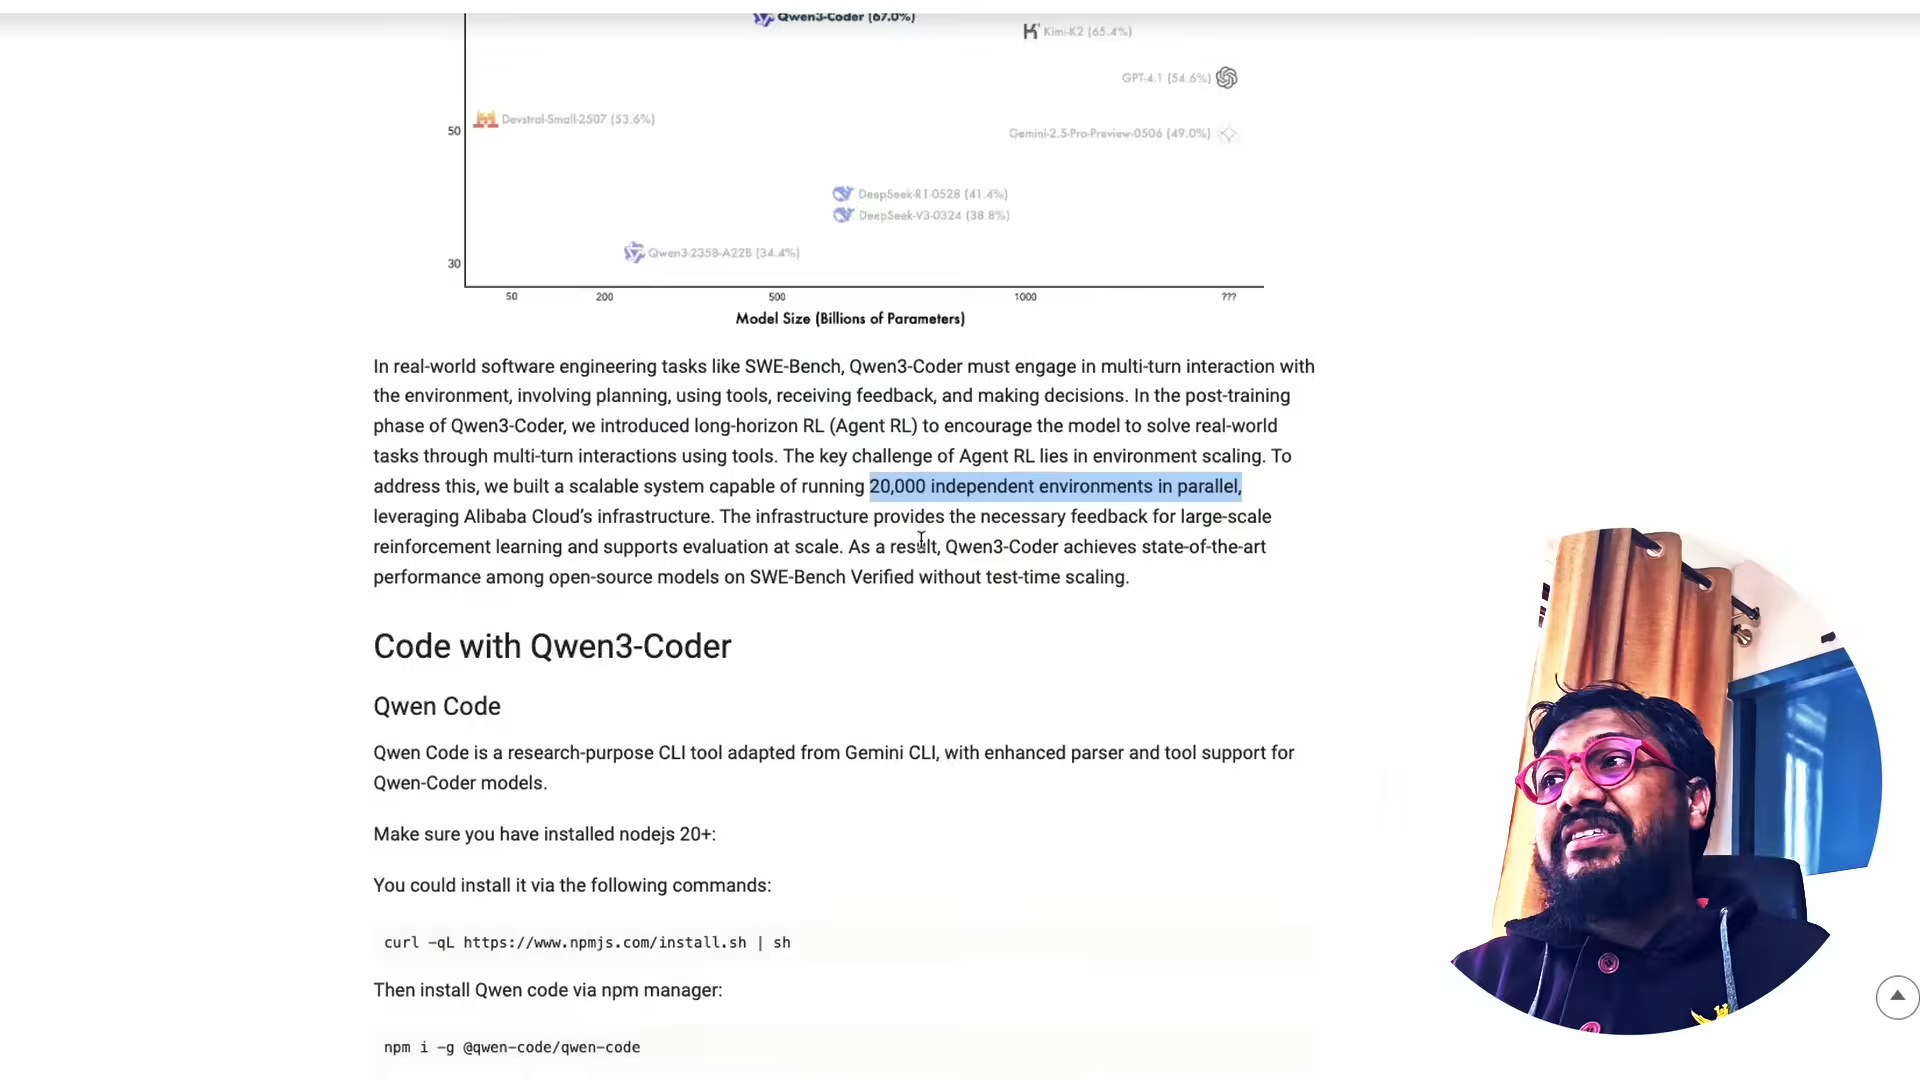 Qwen3-Coder (67.0%)
Kimi-K2 (65.4%)
GPT-4.1 (54.6%)
Devstral-Small-2507 (53.6%)
50
Gemini-2.5-Pro-Preview-0506 (49.0%)
DeepSeek-R1-0528 (41.4%)
DeepSeek-V3-0324 (38.8%)
Qwen3-235B-A22B (34.4%)
30
50 200 500 1000 ???
Model Size (Billions of Parameters)
In real-world software engineering tasks like SWE-Bench, Qwen3-Coder must engage in multi-turn interaction with
the environment, involving planning, using tools, receiving feedback, and making decisions. In the post-training
phase of Qwen3-Coder, we introduced long-horizon RL (Agent RL) to encourage the model to solve real-world
tasks through multi-turn interactions using tools. The key challenge of Agent RL lies in environment scaling. To
address this, we built a scalable system capable of running 20,000 independent environments in parallel,
leveraging Alibaba Cloud’s infrastructure. The infrastructure provides the necessary feedback for large-scale
reinforcement learning and supports evaluation at scale. As a result, Qwen3-Coder achieves state-of-the-art
performance among open-source models on SWE-Bench Verified without test-time scaling.
Code with Qwen3-Coder
Qwen Code
Qwen Code is a research-purpose CLI tool adapted from Gemini CLI, with enhanced parser and tool support for
Qwen-Coder models.
Make sure you have installed nodejs 20+:
You could install it via the following commands:
curl -qL https://www.npmjs.com/install.sh | sh
Then install Qwen code via npm manager:
npm i -g @qwen-code/qwen-code